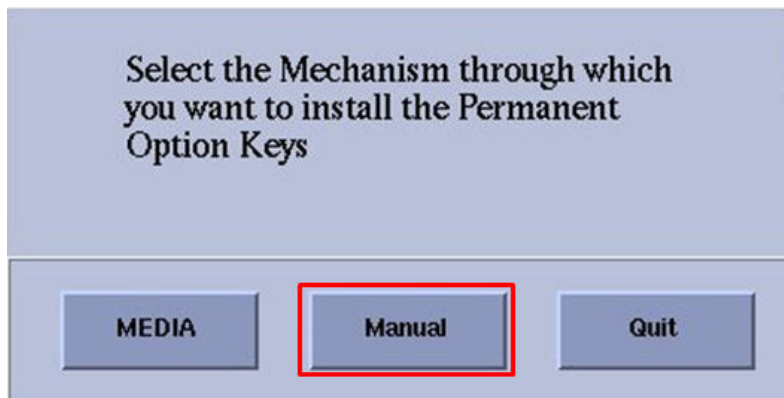 Select the Mechanism through which
you want to install the Permanent
Option Keys
MEDIA
Manual
Quit